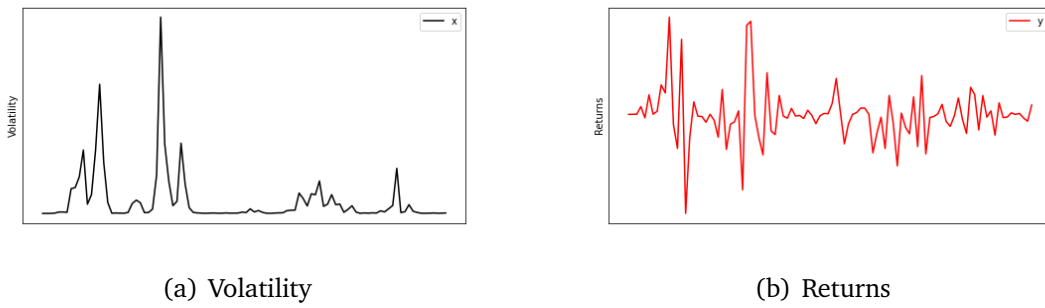 x
Volatility
y
Returns
(a) Volatility
(b) Returns